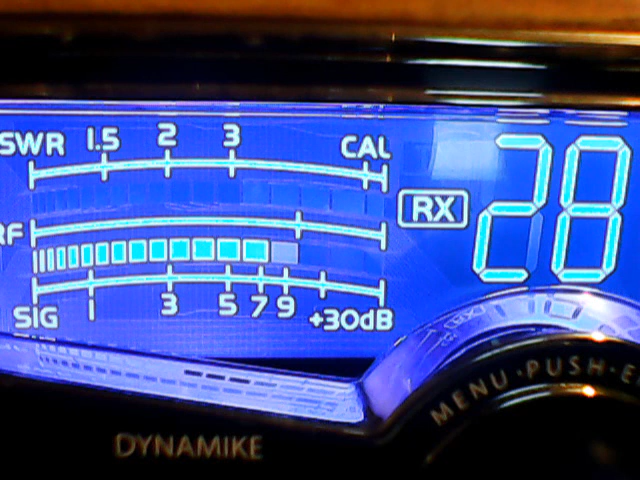 SWR 1.5 2 3 CAL
RX
28
RF
1 3 5 7 9 +30dB
SIG
MENU·PUSH·E
DYNAMIKE